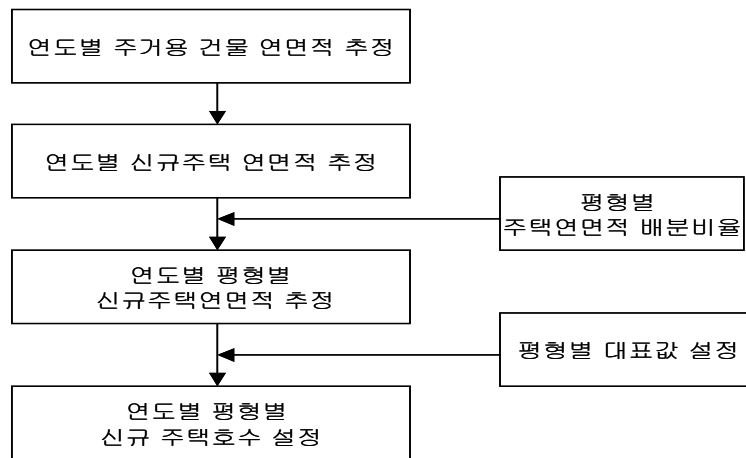 연도별 주거용 건물 연면적 추정
연도별 신규주택 연면적 추정
평형별
주택연면적 배분비율
연도별 평형별
신규주택연면적 추정
평형별 대표값 설정
연도별 평형별
신규 주택호수 설정